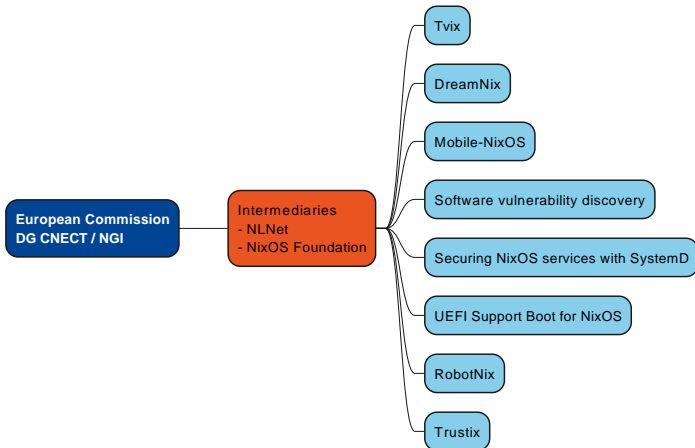 European Commission
DG CNECT / NGI
Intermediaries
- NLNet
- NixOS Foundation
Tvix
DreamNix
Mobile-NixOS
Software vulnerability discovery
Securing NixOS services with SystemD
UEFI Support Boot for NixOS
RobotNix
Trustix